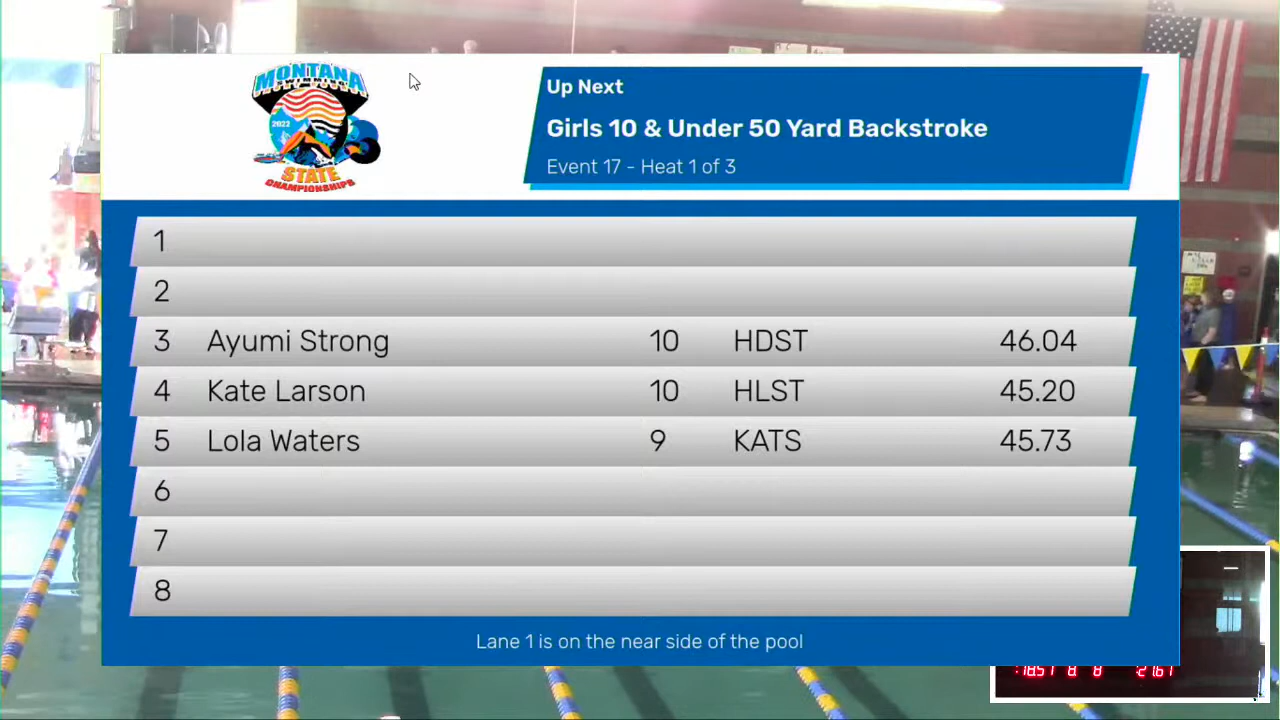 MONTANA
SWIMMING
2022
STATE
CHAMPIONSHIPS
Up Next
Girls 10 & Under 50 Yard Backstroke
Event 17 - Heat 1 of 3
1
2
3 Ayumi Strong 10 HDST 46.04
4 Kate Larson 10 HLST 45.20
5 Lola Waters 9 KATS 45.73
6
7
8
Lane 1 is on the near side of the pool